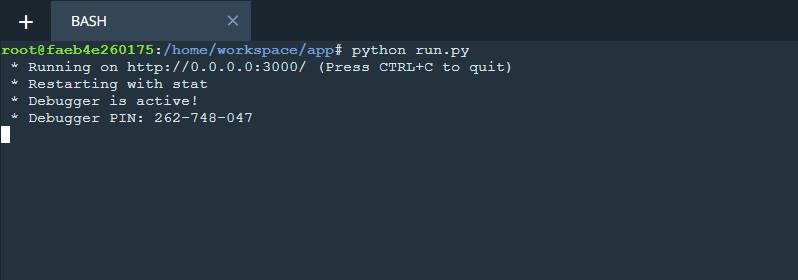 + BASH ×
root@faeb4e260175:/home/workspace/app# python run.py
 * Running on http://0.0.0.0:3000/ (Press CTRL+C to quit)
 * Restarting with stat
 * Debugger is active!
 * Debugger PIN: 262-748-047